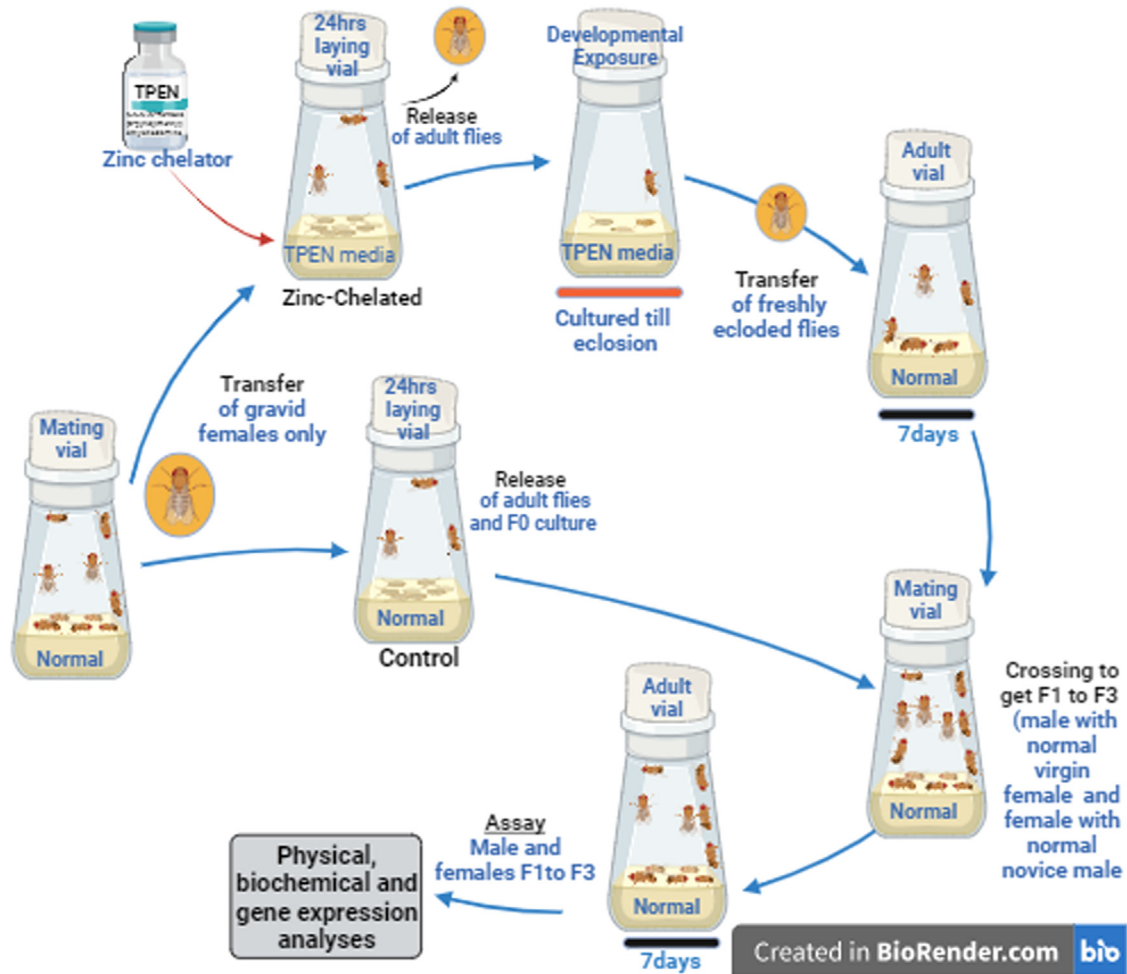 24hrs
laying
vial
TPEN
Zinc chelator
Release
of adult flies
TPEN media
Zinc-Chelated
Developmental
Exposure
TPEN media
Cultured till
eclosion
Transfer
of freshly
ecloded flies
Adult
vial
Normal
7days
Mating
vial
Normal
Transfer
of gravid
females only
24hrs
laying
vial
Normal
Control
Release
of adult flies
and F0 culture
Mating
vial
Normal
Crossing to
get F1 to F3
(male with
normal
virgin
female and
female with
normal
novice male
Adult
vial
Normal
7days
Assay
Male and
females F1to F3
Physical,
biochemical and
gene expression
analyses
Created in BioRender.com bio